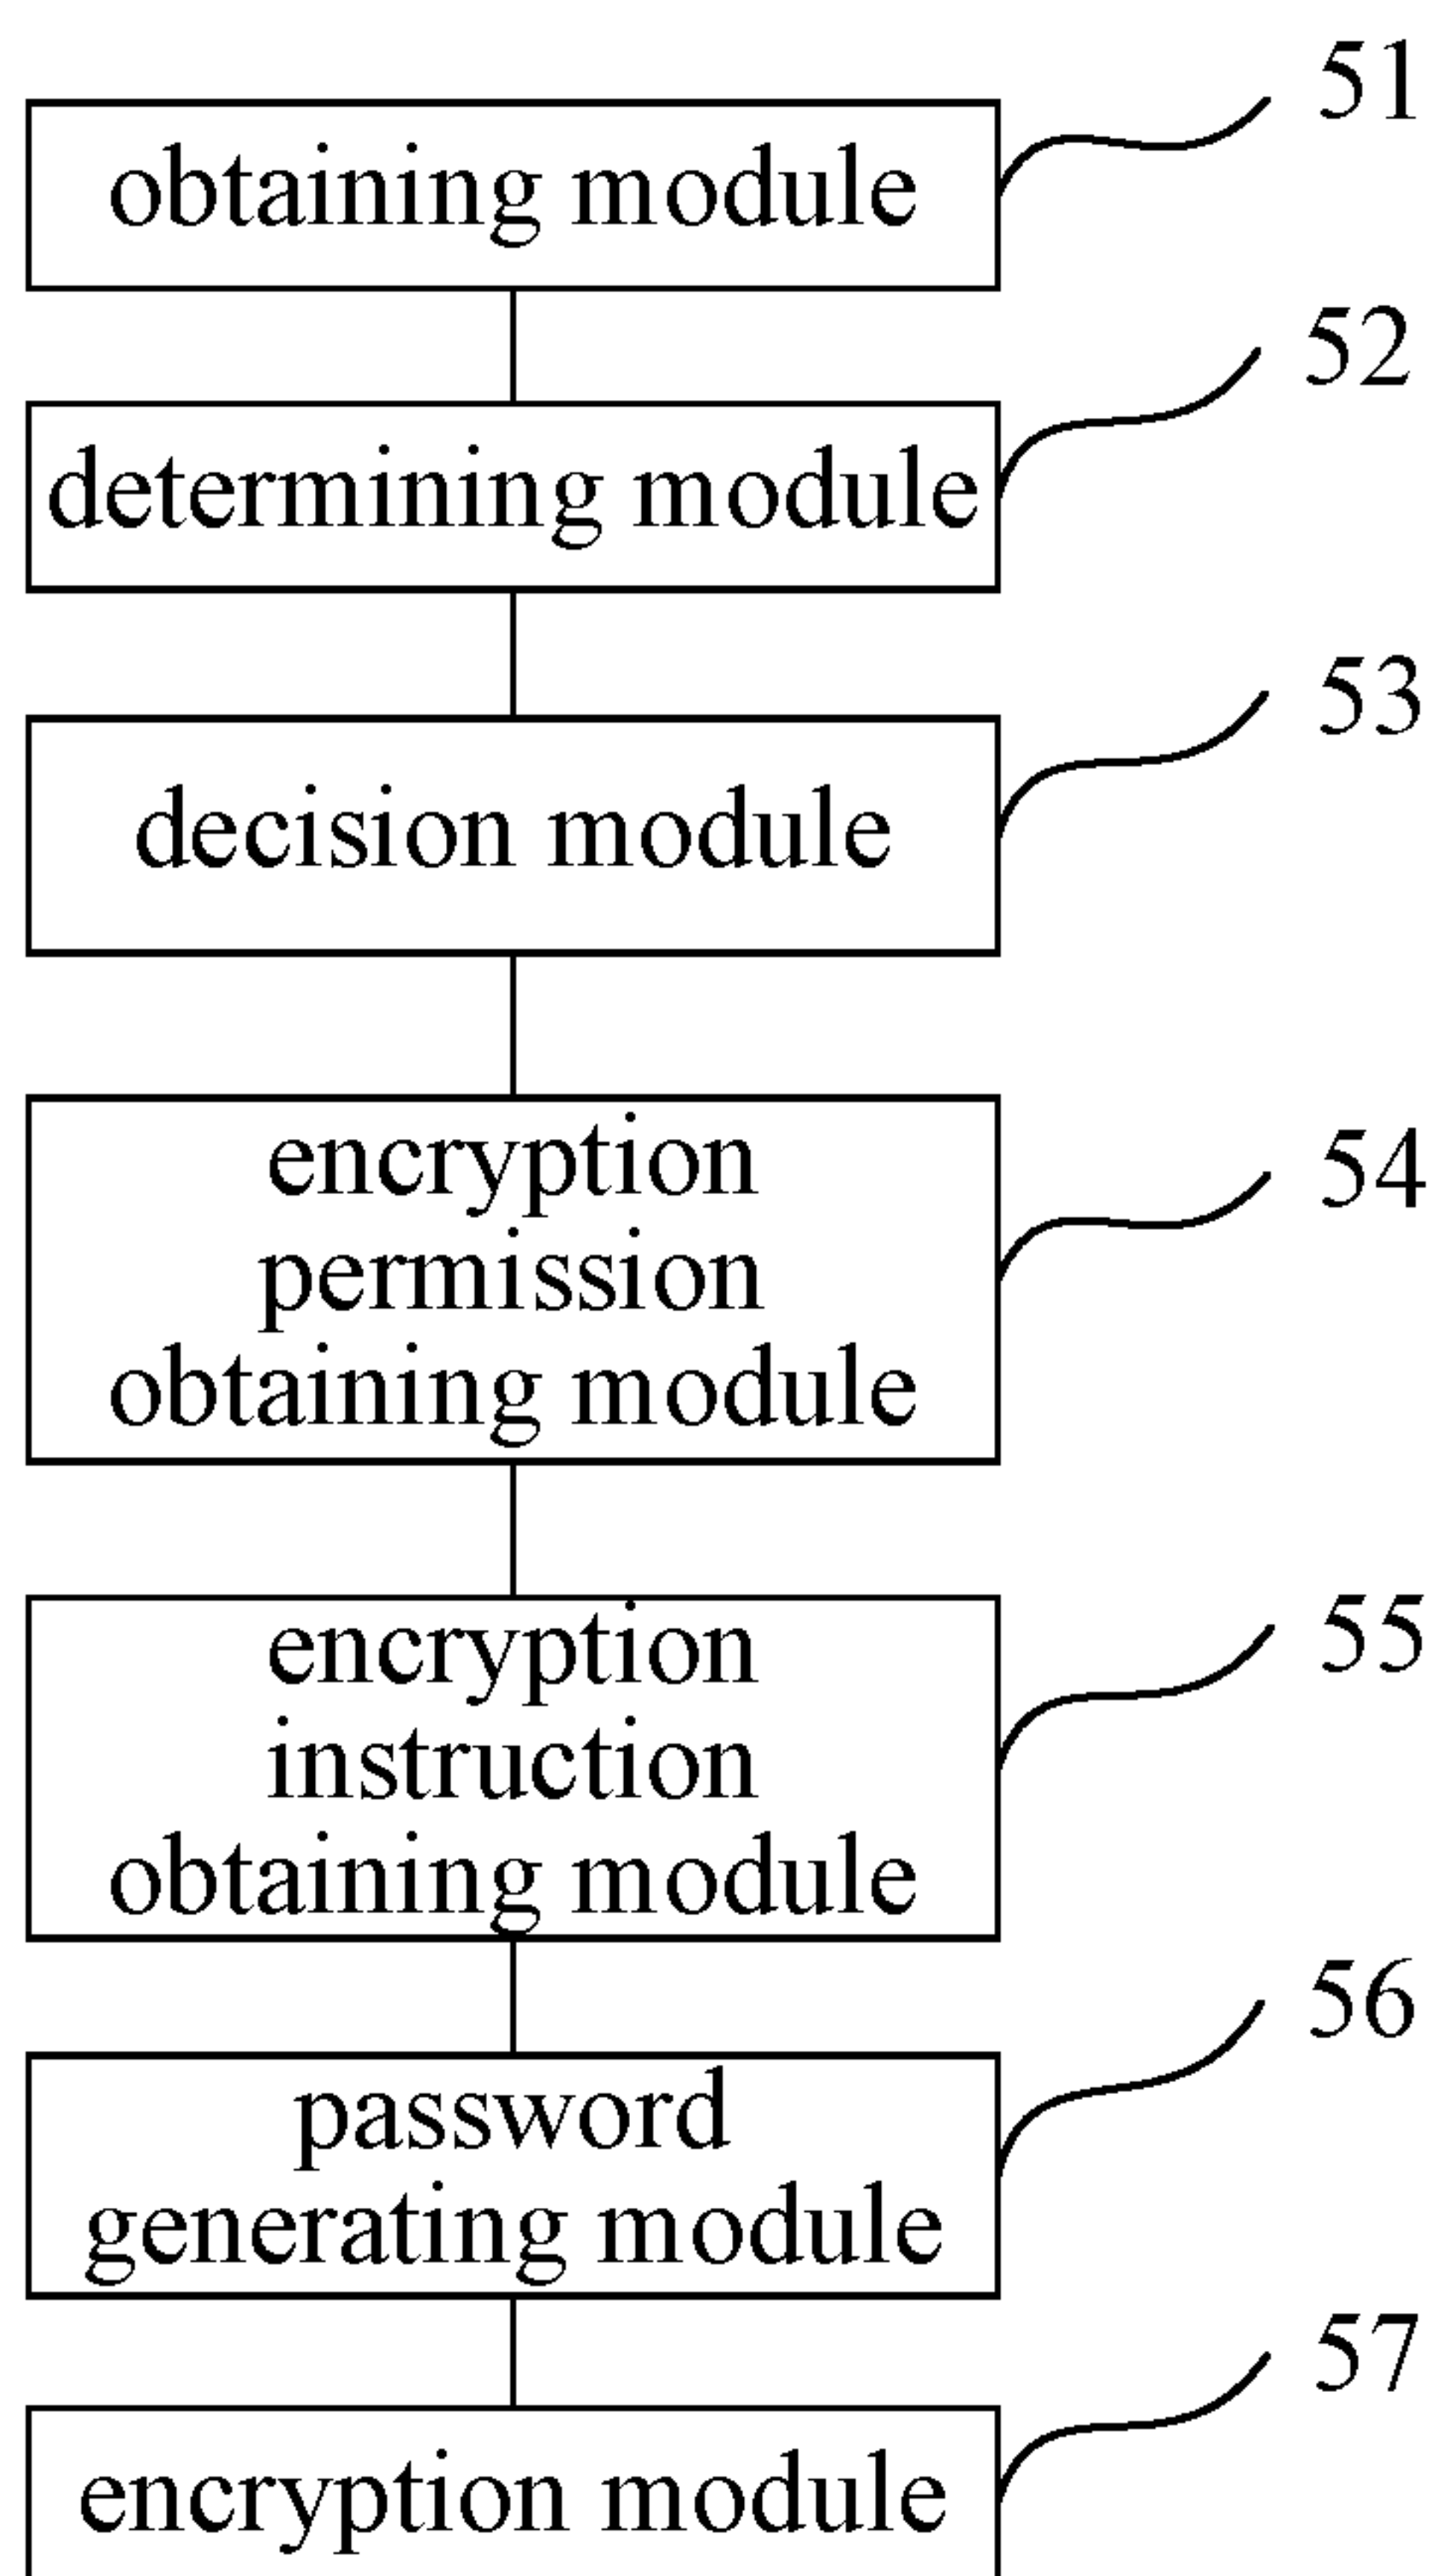 51
obtaining module
52
determining module
53
decision module
encryption
permission
obtaining module
54
encryption
instruction
obtaining module
55
password
generating module
56
57
encryption module